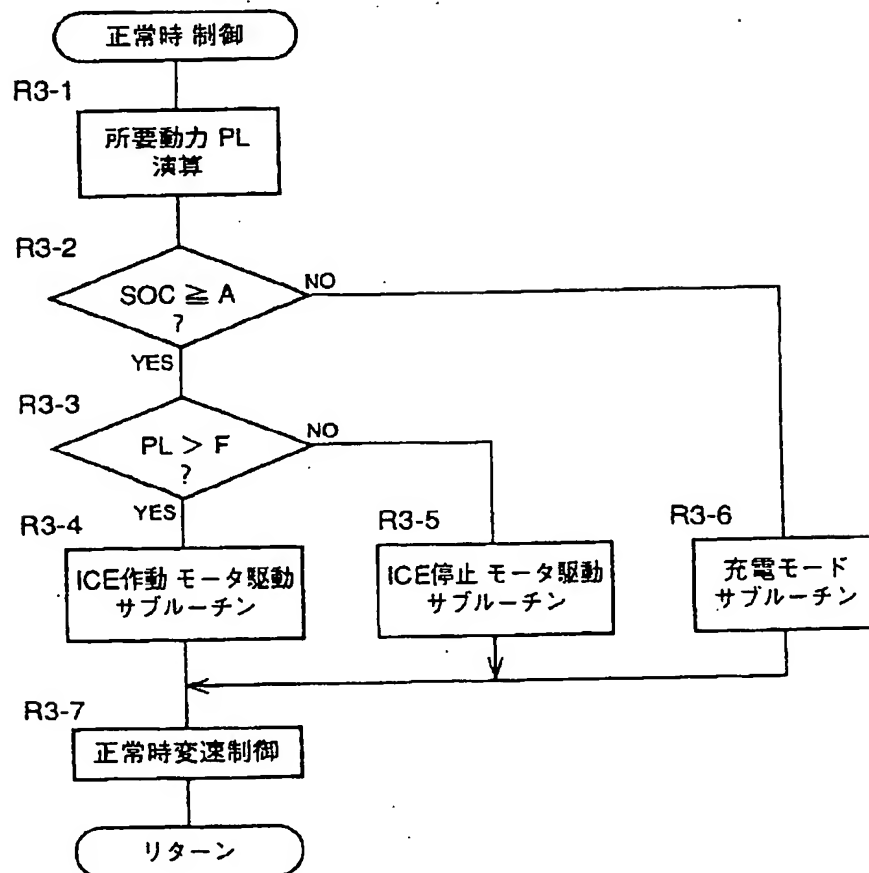 正常時 制御
R3-1
所要動力 PL
演算
R3-2
SOC ≧ A
?
NO
YES
R3-3
PL > F
?
NO
YES
R3-4
ICE作動 モータ駆動
サブルーチン
R3-5
ICE停止 モータ駆動
サブルーチン
R3-6
充電モード
サブルーチン
R3-7
正常時変速制御
リターン